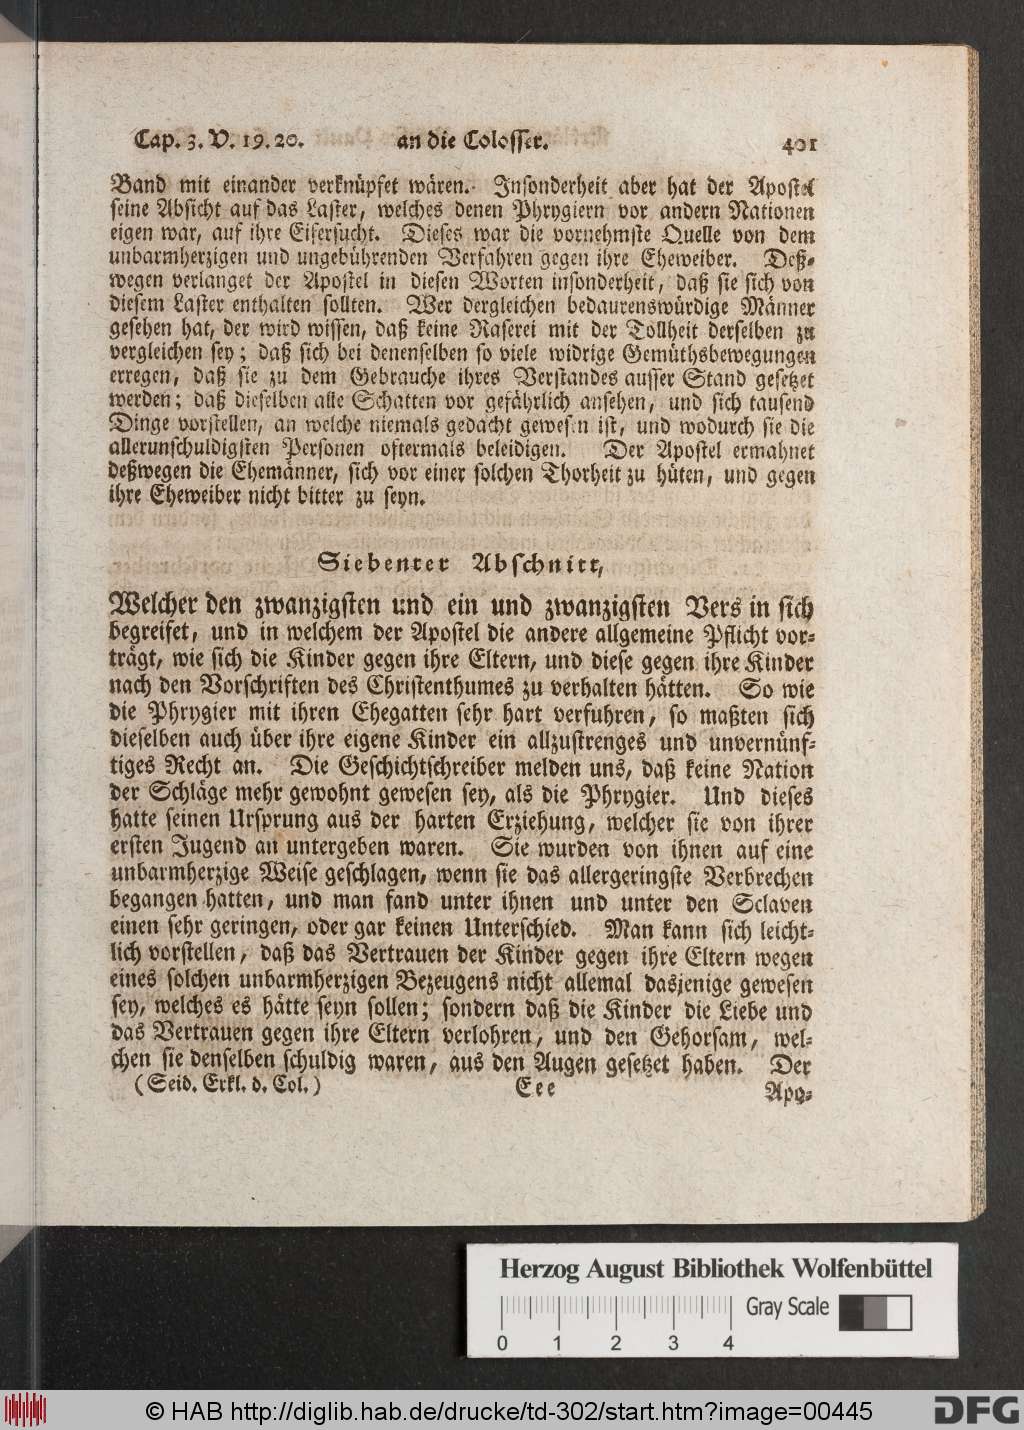 Cap. 3. V. 19. 20. an die Colosser. 401
Band mit einander verknüpfet wären. Insonderheit aber hat der Apostel
seine Absicht auf das Laster, welches denen Phrygiern vor andern Nationen
eigen war, auf ihre Eifersucht. Dieses war die vornehmste Quelle von dem
unbarmherzigen und ungebührenden Verfahren gegen ihre Eheweiber. Deß-
wegen verlanget der Apostel in diesen Worten insonderheit, daß sie sich von
diesem Laster enthalten sollten. Wer dergleichen bedaurenswürdige Männer
gesehen hat, der wird wissen, daß keine Raserei mit der Tollheit derselben zu
vergleichen sey; daß sich bei denenselben so viele widrige Gemüthsbewegungen
erregen, daß sie zu dem Gebrauche ihres Verstandes ausser Stand gesetzet
werden; daß dieselben alle Schatten vor gefährlich ansehen, und sich tausend
Dinge vorstellen, an welche niemals gedacht gewesen ist, und wodurch sie die
allerunschuldigsten Personen oftermals beleidigen. Der Apostel ermahnet
deßwegen die Ehemänner, sich vor einer solchen Thorheit zu hüten, und gegen
ihre Eheweiber nicht bitter zu seyn.
Siebenter Abschnitt,
Welcher den zwanzigsten und ein und zwanzigsten Vers in sich
begreifet, und in welchem der Apostel die andere allgemeine Pflicht vor-
trägt, wie sich die Kinder gegen ihre Eltern, und diese gegen ihre Kinder
nach den Vorschriften des Christenthumes zu verhalten hätten. So wie
die Phrygier mit ihren Ehegatten sehr hart verfuhren, so maßten sich
dieselben auch über ihre eigene Kinder ein allzustrenges und unvernünf-
tiges Recht an. Die Geschichtschreiber melden uns, daß keine Nation
der Schläge mehr gewohnt gewesen sey, als die Phrygier. Und dieses
hatte seinen Ursprung aus der harten Erziehung, welcher sie von ihrer
ersten Jugend an untergeben waren. Sie wurden von ihnen auf eine
unbarmherzige Weise geschlagen, wenn sie das allergeringste Verbrechen
begangen hatten, und man fand unter ihnen und unter den Sclaven
einen sehr geringen, oder gar keinen Unterschied. Man kann sich leicht-
lich vorstellen, daß das Vertrauen der Kinder gegen ihre Eltern wegen
eines solchen unbarmherzigen Bezeugens nicht allemal dasjenige gewesen
sey, welches es hätte seyn sollen; sondern daß die Kinder die Liebe und
das Vertrauen gegen ihre Eltern verlohren, und den Gehorsam, wel-
chen sie denselben schuldig waren, aus den Augen gesetzet haben. Der
(Seid. Erkl. d. Col.) Eee Apo-
Herzog August Bibliothek Wolfenbüttel
Gray Scale
0 1 2 3 4
© HAB http://diglib.hab.de/drucke/td-302/start.htm?image=00445
DFG